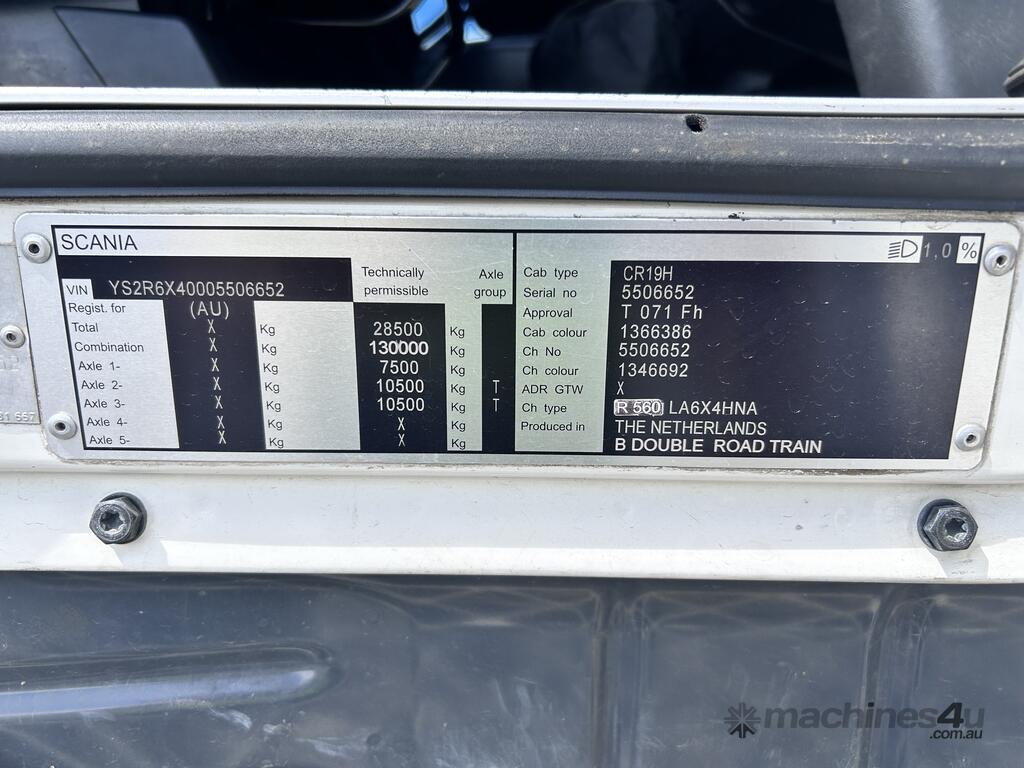 SCANIA
1,0 %
VIN YS2R6X40005506652
Technically permissible
Axle group
Regist. for (AU)
Total X Kg 28500 Kg
Combination X Kg 130000 Kg
Axle 1- X Kg 7500 Kg
Axle 2- X Kg 10500 Kg T
Axle 3- X Kg 10500 Kg T
Axle 4- X Kg X Kg
Axle 5- X Kg X Kg
Cab type CR19H
Serial no 5506652
Approval T 071 Fh
Cab colour 1366386
Ch No 5506652
Ch colour 1346692
ADR GTW X
Ch type R 560 LA6X4HNA
Produced in THE NETHERLANDS
B DOUBLE ROAD TRAIN
machines4u
.com.au